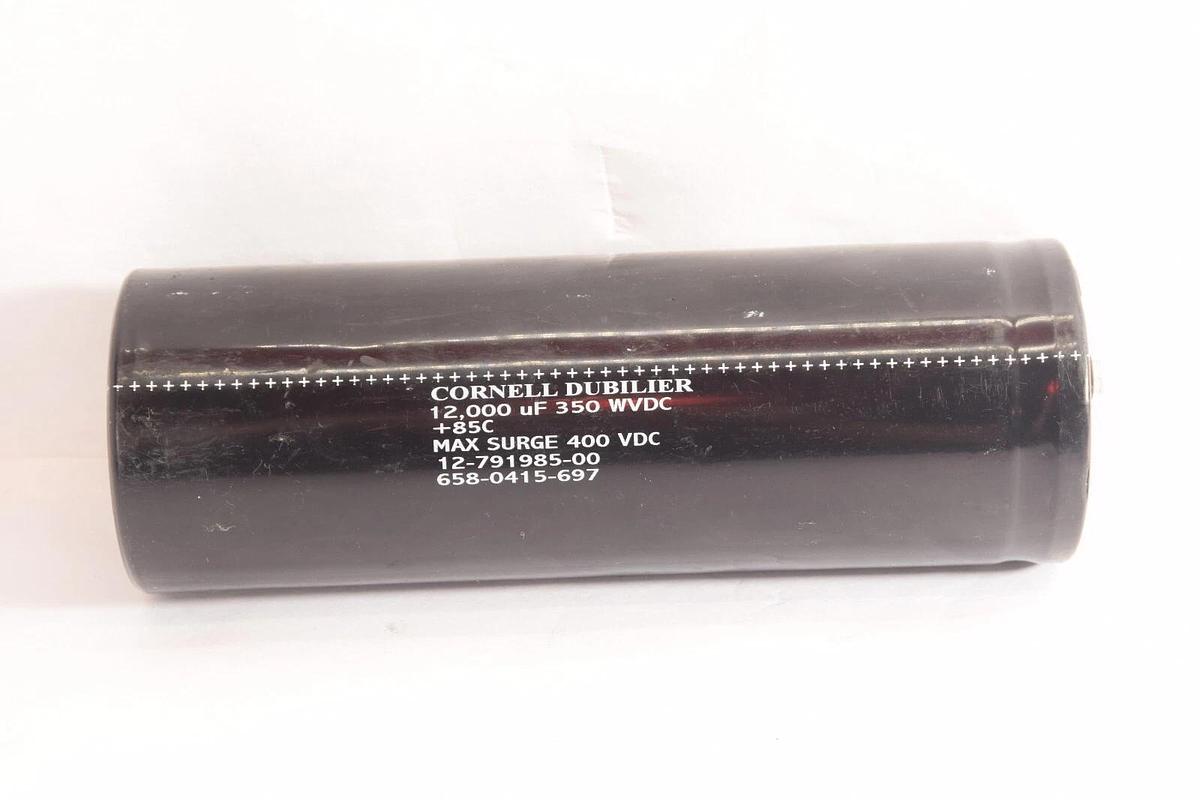 CORNELL DUBILIER
12,000 uF 350 WVDC
+85C
MAX SURGE 400 VDC
12-791985-00
658-0415-697